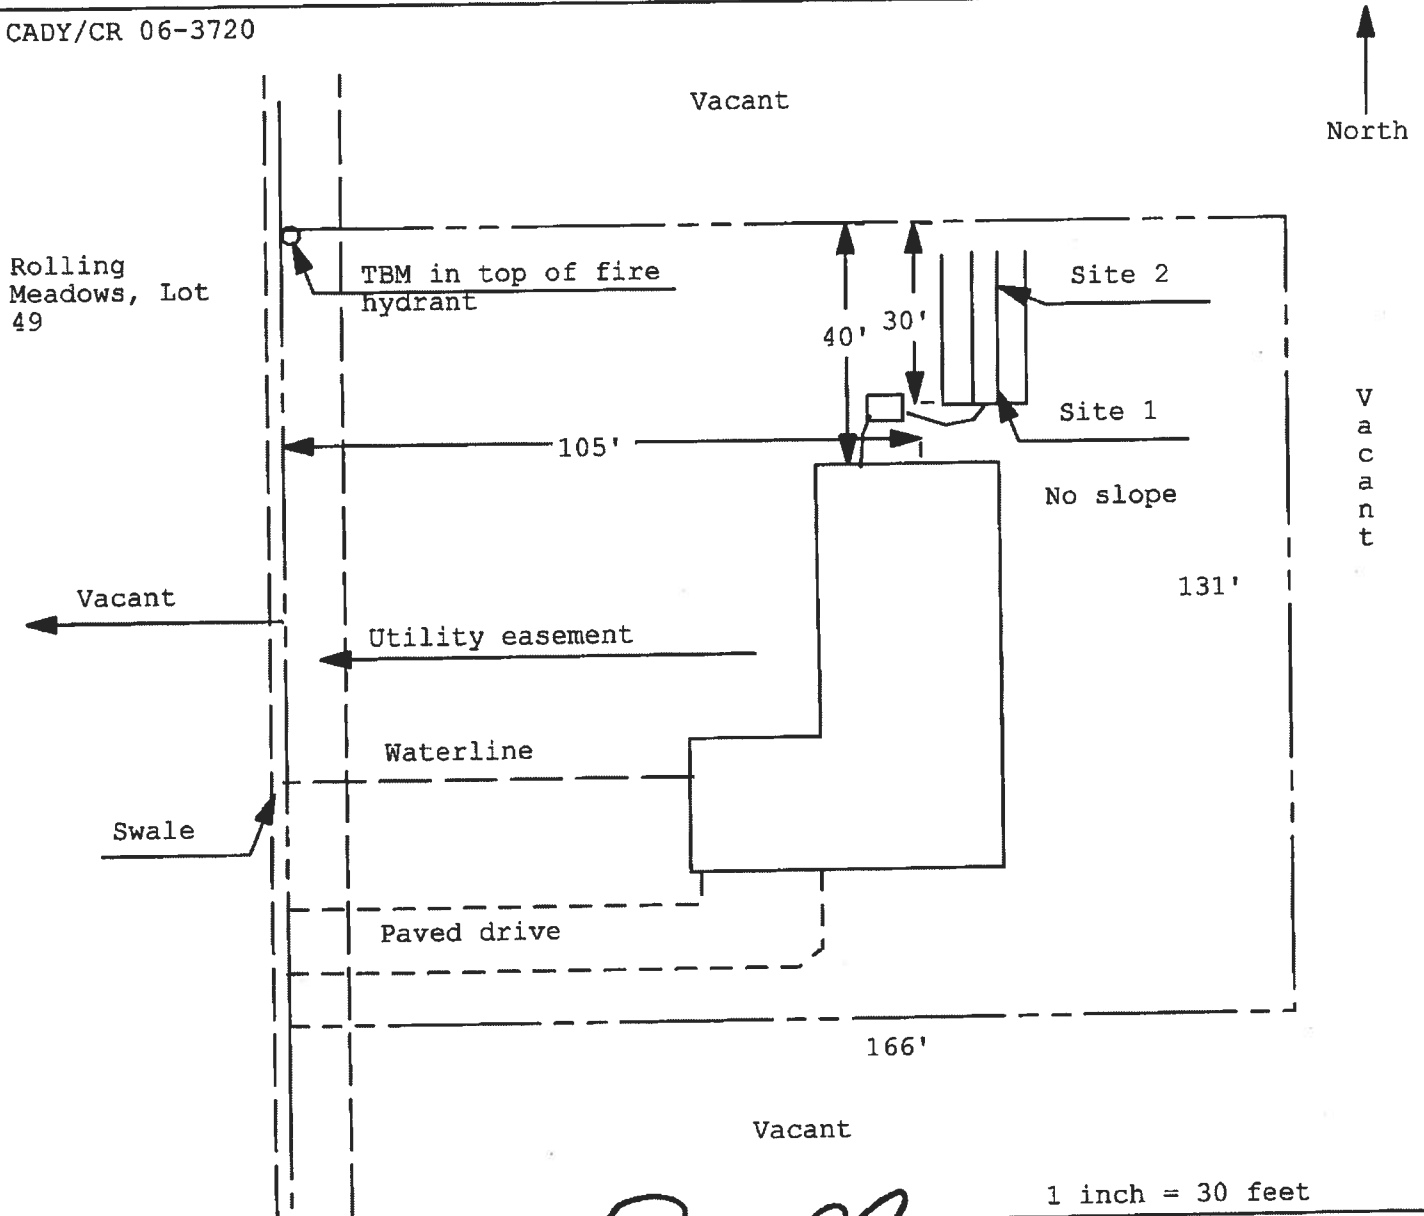 CADY/CR 06-3720
Vacant
North
Rolling
Meadows, Lot
49
TBM in top of fire
hydrant
Site 2
40'
30'
Site 1
105'
Vacant
No slope
131'
Vacant
Utility easement
Waterline
Swale
Paved drive
166'
Vacant
1 inch = 30 feet